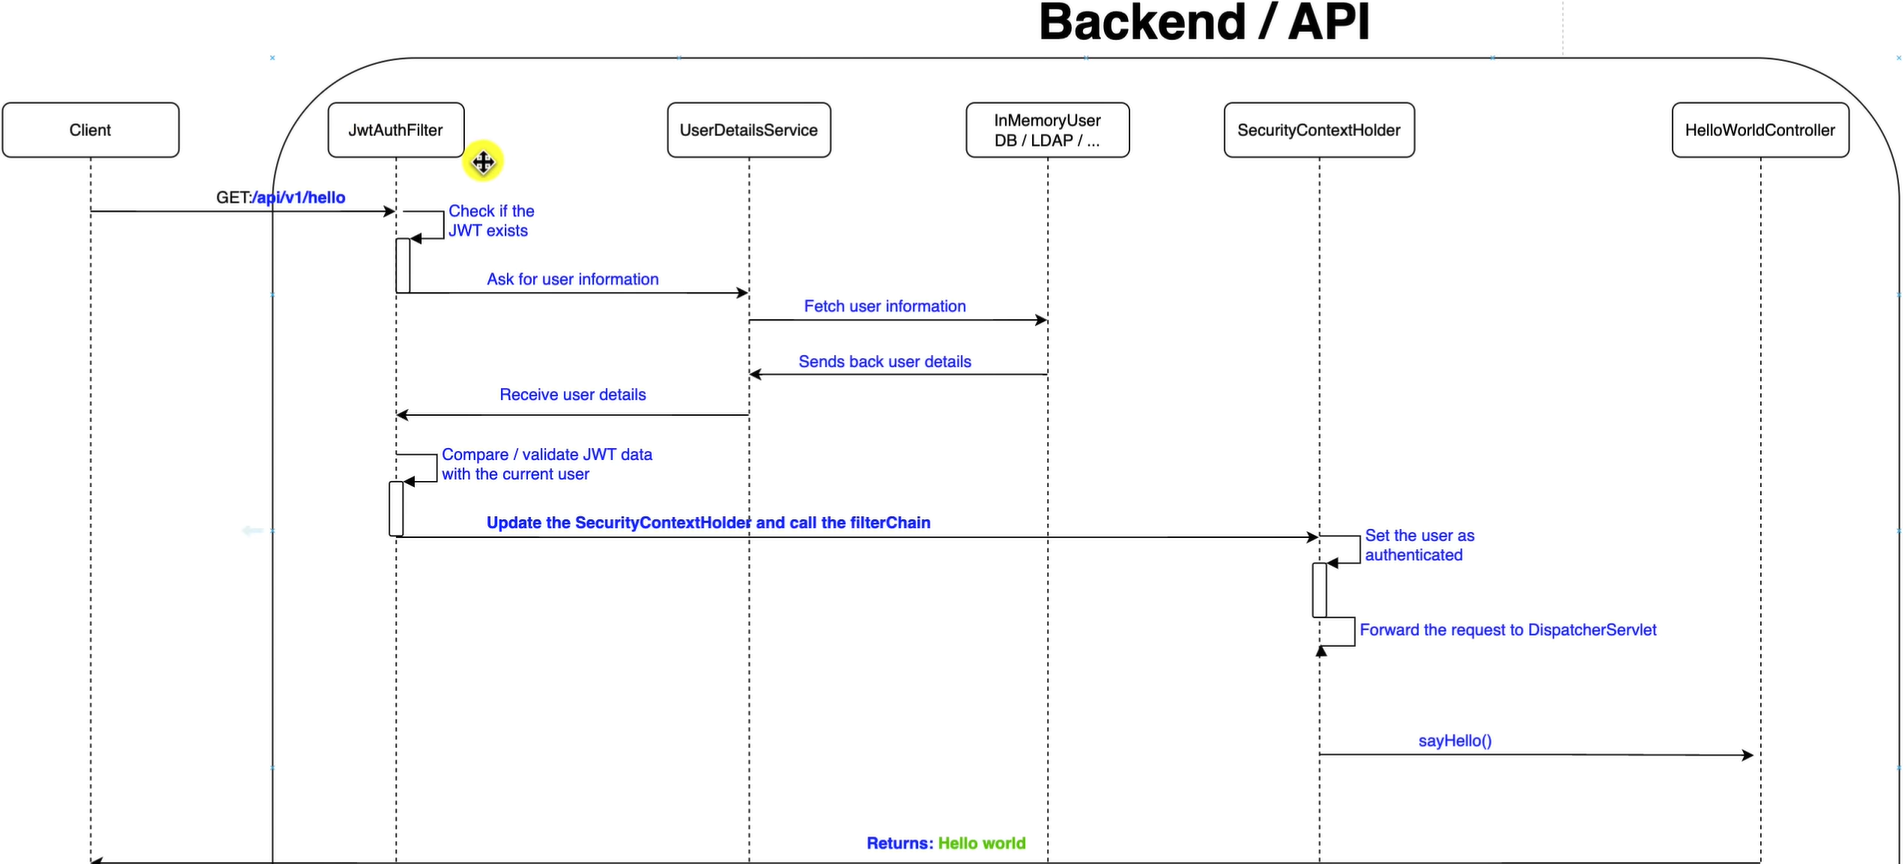 Backend / API
Client
JwtAuthFilter
UserDetailsService
InMemoryUser
DB / LDAP / ...
SecurityContextHolder
HelloWorldController
GET:/api/v1/hello
Check if the
JWT exists
Ask for user information
Fetch user information
Sends back user details
Receive user details
Compare / validate JWT data
with the current user
Update the SecurityContextHolder and call the filterChain
Set the user as
authenticated
Forward the request to DispatcherServlet
sayHello()
Returns: Hello world